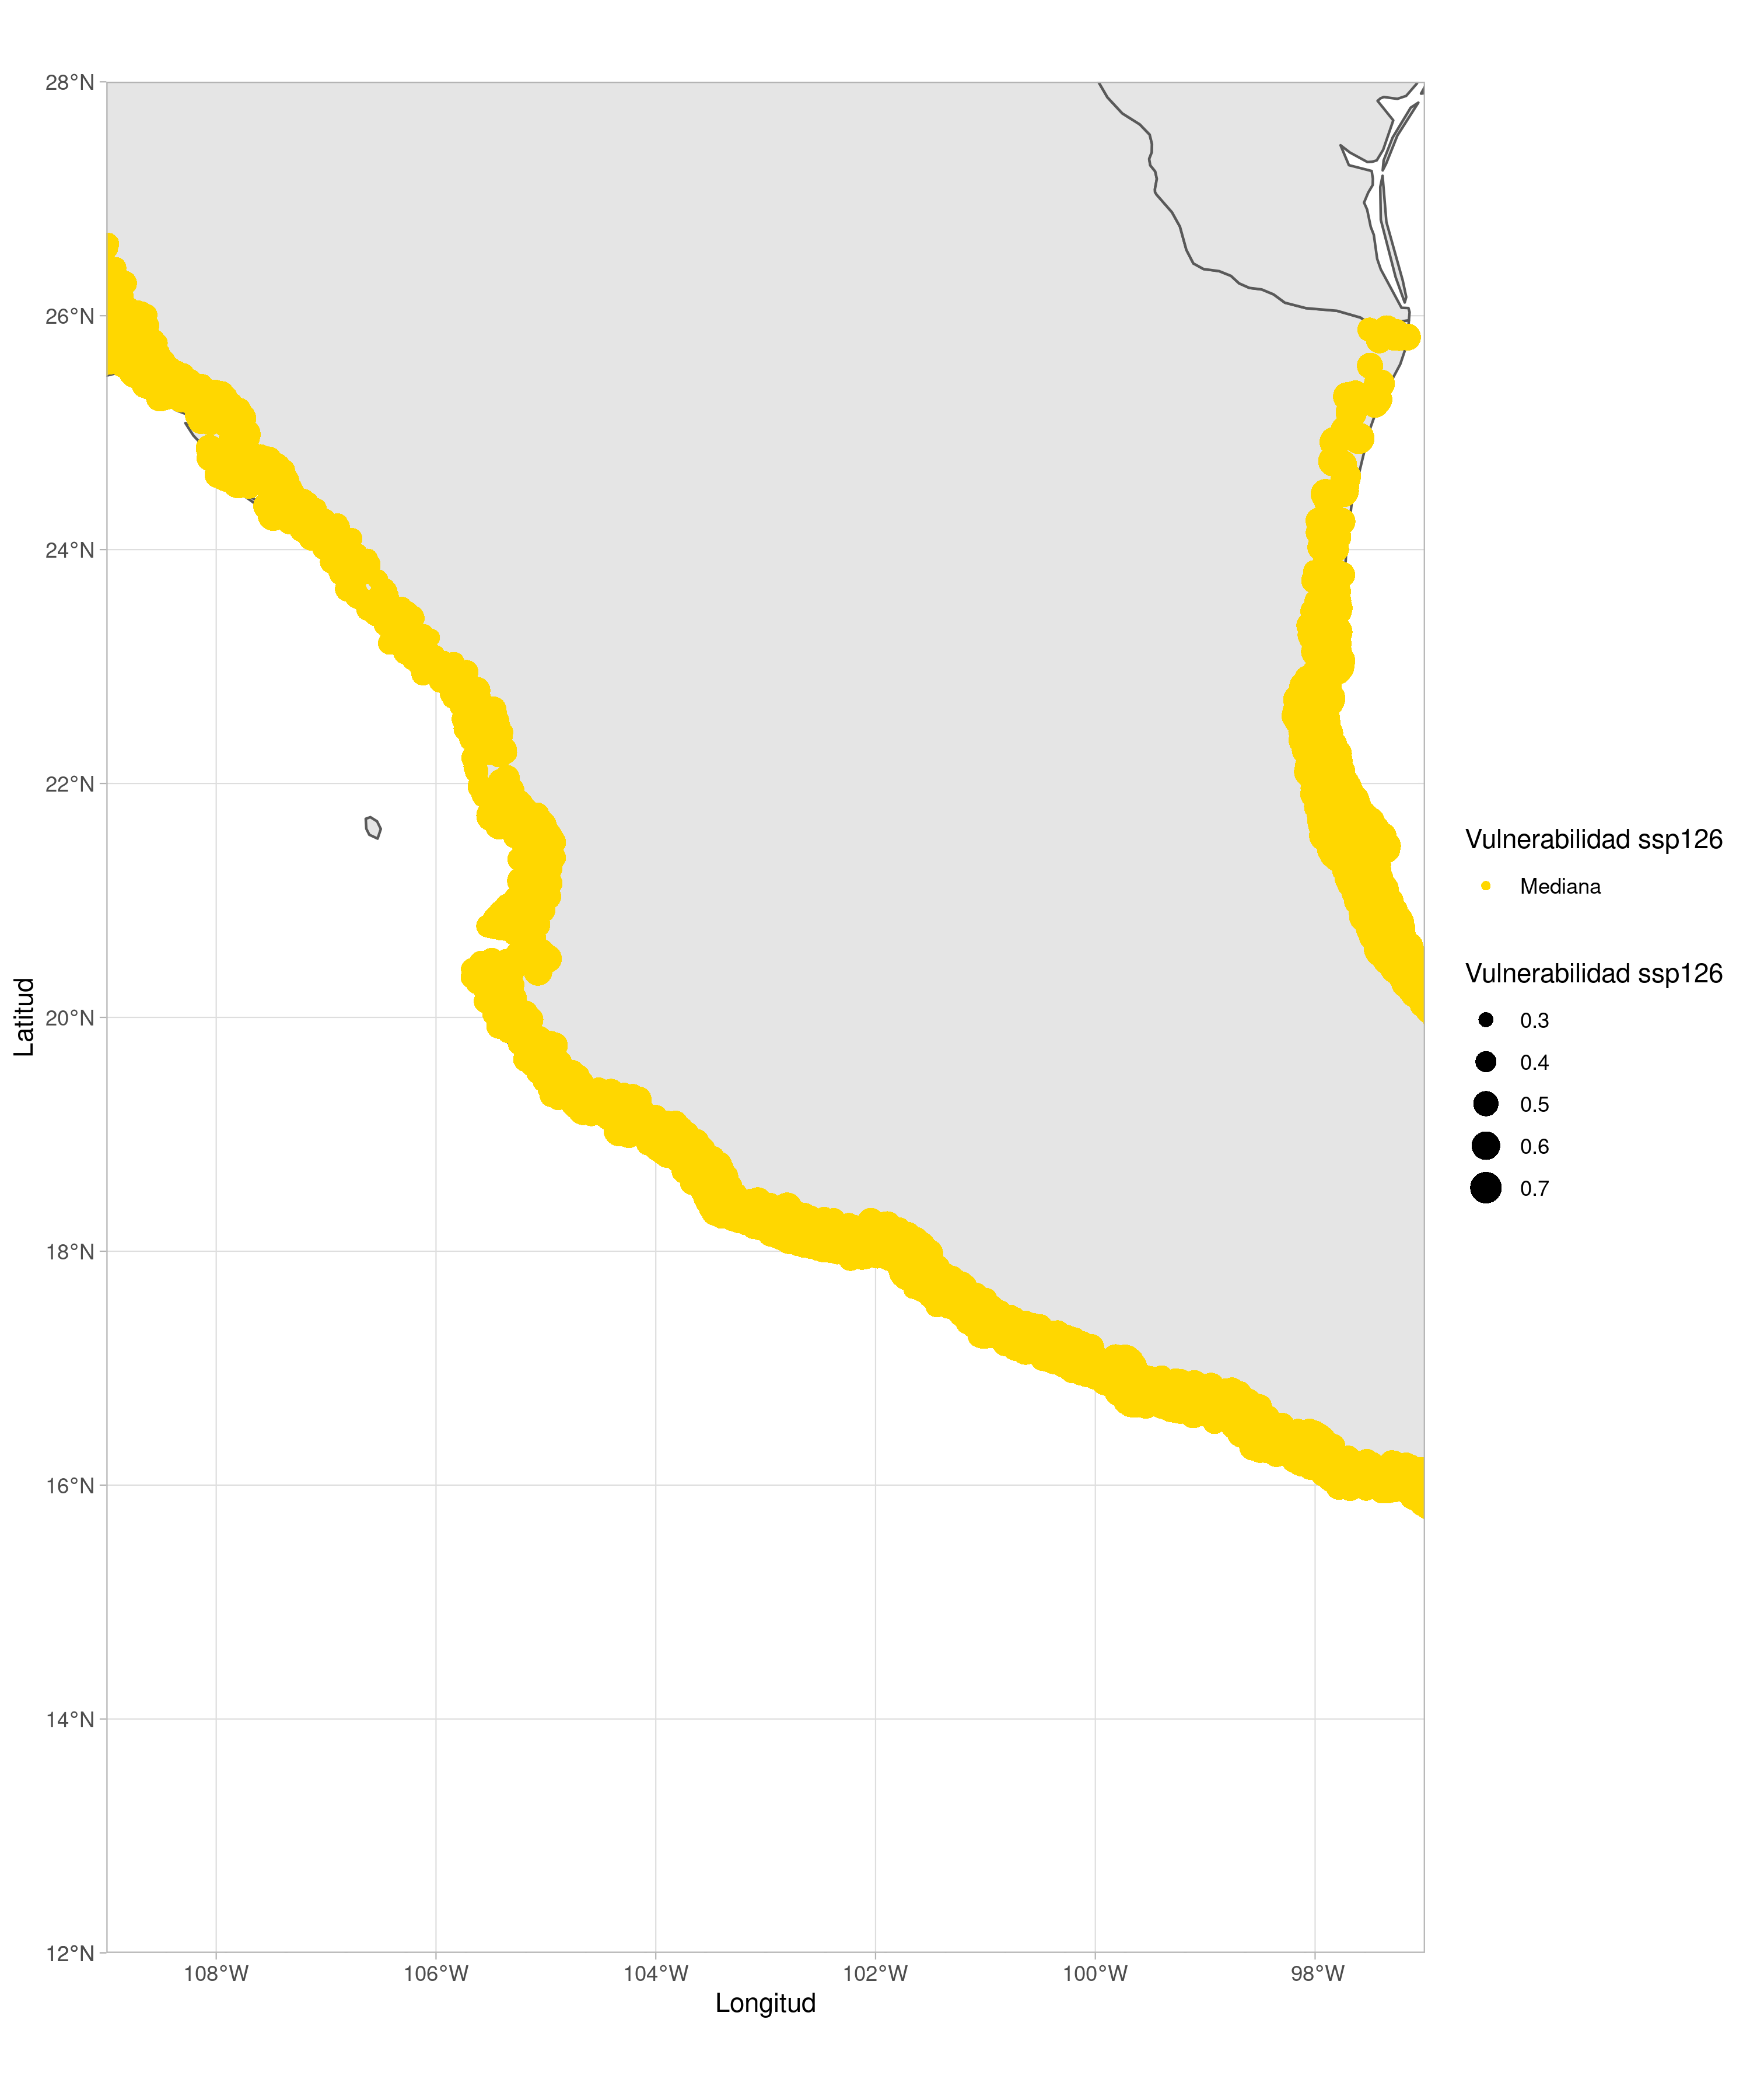 28°N
26°N
24°N
22°N
20°N
18°N
16°N
14°N
12°N
Latitud
108°W
106°W
104°W
102°W
100°W
98°W
Longitud
Vulnerabilidad ssp126
Mediana
Vulnerabilidad ssp126
0.3
0.4
0.5
0.6
0.7